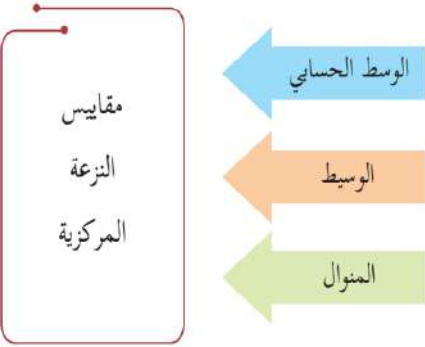 الوسط الحسابي
الوسيط
المنوال
مقاييس
النزعة
المركزية